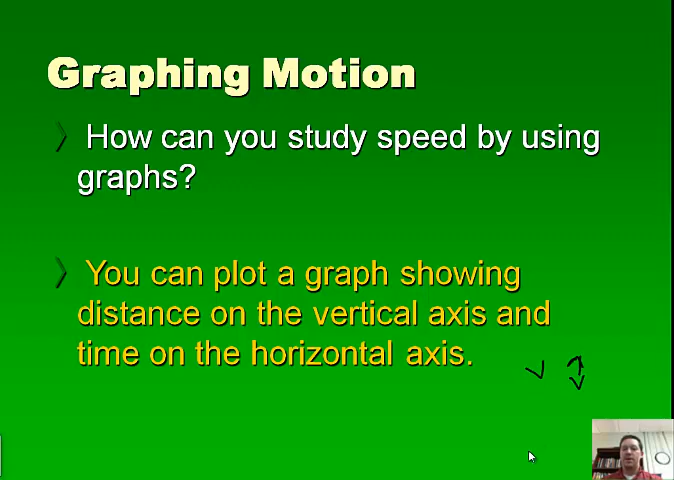 Graphing Motion
〉 How can you study speed by using
graphs?
〉 You can plot a graph showing
distance on the vertical axis and
time on the horizontal axis.
V